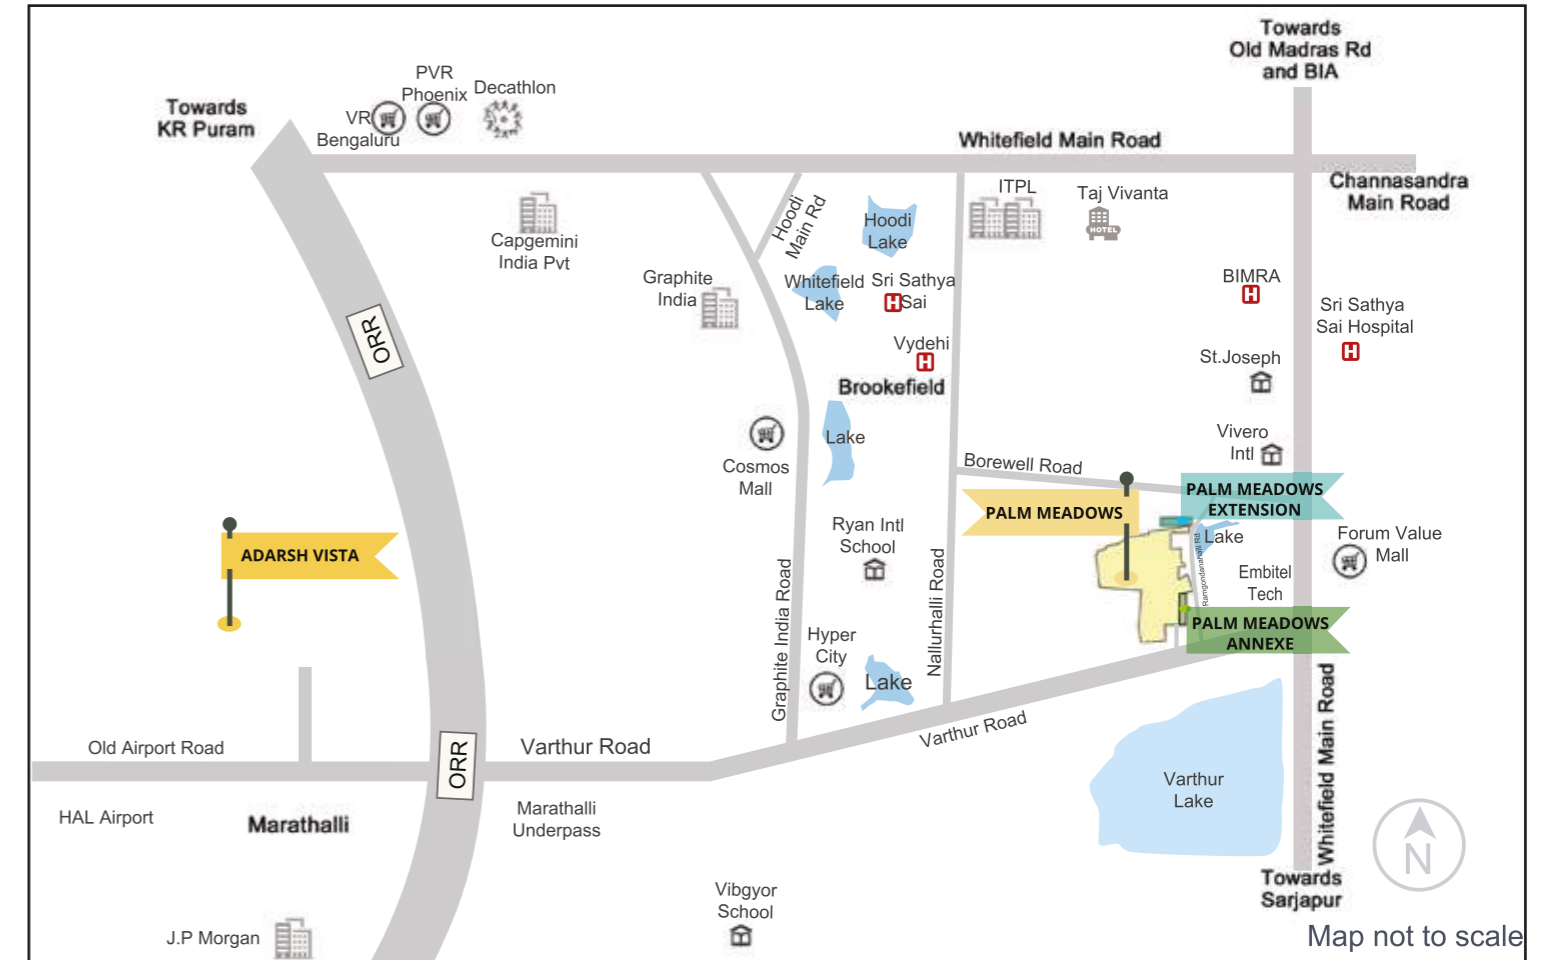 Towards
Old Madras Rd
and BIA
PVR
Phoenix
Decathlon
VR
Bengaluru
Towards
KR Puram
Whitefield Main Road
Channasandra
Main Road
ITPL
Taj Vivanta
HOTEL
Hoodi
Main Rd
Hoodi
Lake
Capgemini
India Pvt
Graphite
India
Whitefield
Lake
Sri Sathya
Sai
H
BIMRA
H
Sri Sathya
Sai Hospital
H
Vydehi
H
Brookefield
St.Joseph
ORR
Vivero
Intl
Lake
Cosmos
Mall
Borewell Road
PALM MEADOWS
EXTENSION
PALM MEADOWS
Ryan Intl
School
Lake
Forum Value
Mall
ADARSH VISTA
Embitel
Tech
Graphite India Road
Nallurhalli Road
PALM MEADOWS
ANNEXE
Hyper
City
Lake
Whitefield Main Road
Old Airport Road
ORR
Varthur Road
Varthur Road
Varthur
Lake
HAL Airport
Marathalli
Marathalli
Underpass
N
Towards
Sarjapur
Vibgyor
School
J.P Morgan
Map not to scale